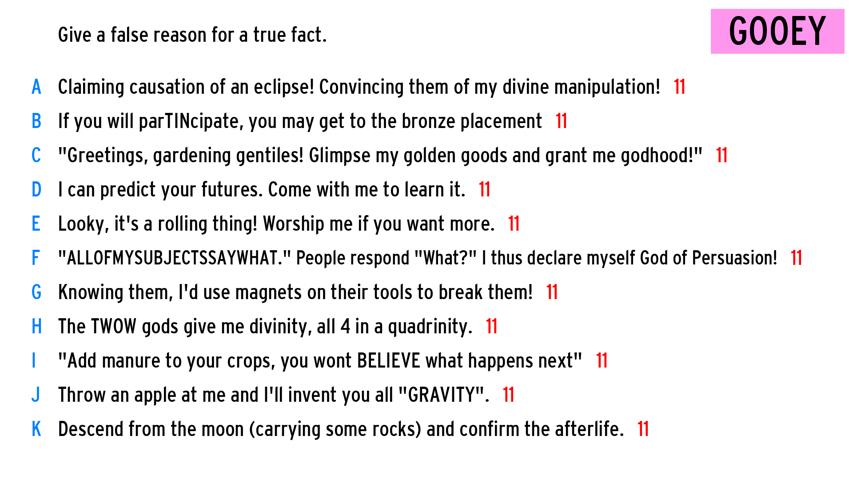 Give a false reason for a true fact.
GOOEY
A Claiming causation of an eclipse! Convincing them of my divine manipulation! 11
B If you will parTINcipate, you may get to the bronze placement 11
C "Greetings, gardening gentiles! Glimpse my golden goods and grant me godhood!" 11
D I can predict your futures. Come with me to learn it. 11
E Looky, it's a rolling thing! Worship me if you want more. 11
F "ALLOFMYSUBJECTSSAYWHAT." People respond "What?" I thus declare myself God of Persuasion! 11
G Knowing them, I'd use magnets on their tools to break them! 11
H The TWOW gods give me divinity, all 4 in a quadrinity. 11
I "Add manure to your crops, you wont BELIEVE what happens next" 11
J Throw an apple at me and I'll invent you all "GRAVITY". 11
K Descend from the moon (carrying some rocks) and confirm the afterlife. 11